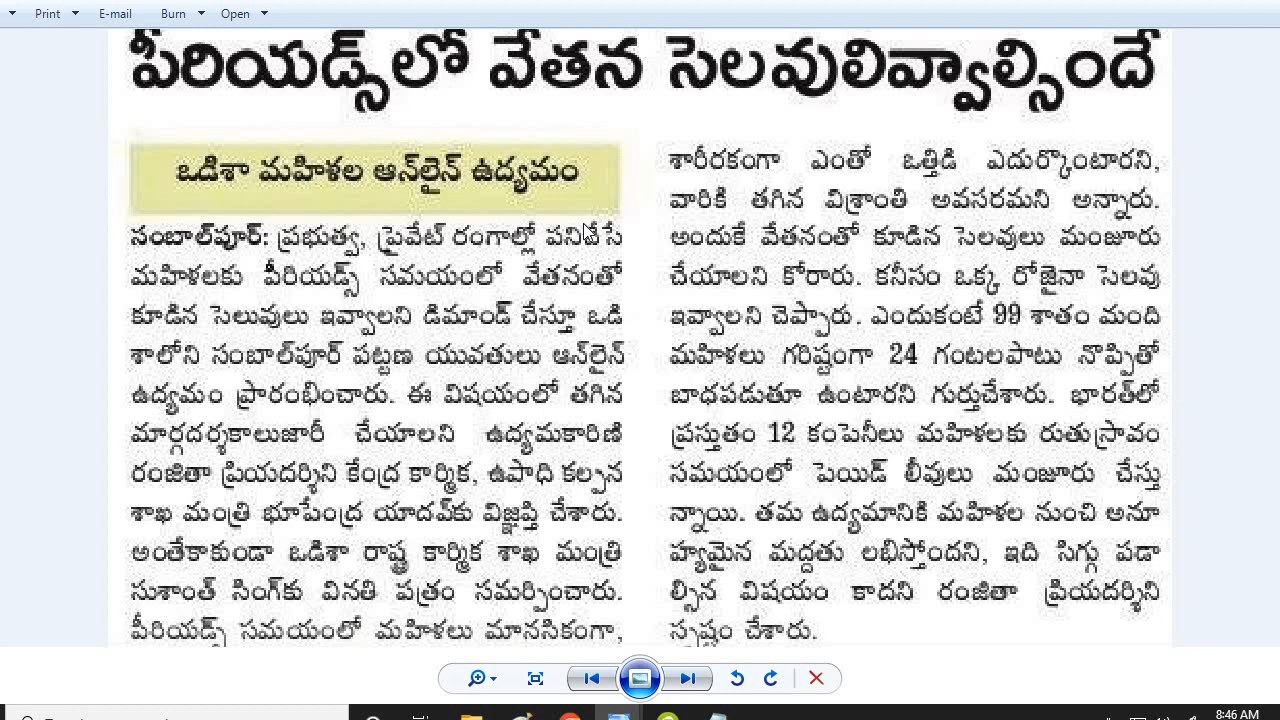 Print E-mail Burn Open
పీరియడ్స్‌లో వేతన సెలవులివ్వాల్సిందే
ఒడిశా మహిళల ఆన్‌లైన్ ఉద్యమం
సంబాల్‌పూర్: ప్రభుత్వ, ప్రైవేట్ రంగాల్లో పనిచేసే
మహిళలకు పీరియడ్స్ సమయంలో వేతనంతో
కూడిన సెలువులు ఇవ్వాలని డిమాండ్ చేస్తూ ఒడి
శాలోని సంబాల్‌పూర్ పట్టణ యువతులు ఆన్‌లైన్
ఉద్యమం ప్రారంభించారు. ఈ విషయంలో తగిన
మార్గదర్శకాలుజారీ చేయాలని ఉద్యమకారిణి
రంజితా ప్రియదర్శిని కేంద్ర కార్మిక, ఉపాధి కల్పన
శాఖ మంత్రి భూపేంద్ర యాదవ్‌కు విజ్ఞప్తి చేశారు.
అంతేకాకుండా ఒడిశా రాష్ట్ర కార్మిక శాఖ మంత్రి
సుశాంత్ సింగ్‌కు వినతి పత్రం సమర్పించారు.
పీరియడ్స్ సమయంలో మహిళలు మానసికంగా,
శారీరకంగా ఎంతో ఒత్తిడి ఎదుర్కొంటారని,
వారికి తగిన విశ్రాంతి అవసరమని అన్నారు.
అందుకే వేతనంతో కూడిన సెలవులు మంజూరు
చేయాలని కోరారు. కనీసం ఒక్క రోజైనా సెలవు
ఇవ్వాలని చెప్పారు. ఎందుకంటే 99 శాతం మంది
మహిళలు గరిష్టంగా 24 గంటలపాటు నొప్పితో
బాధపడుతూ ఉంటారని గుర్తుచేశారు. భారత్‌లో
ప్రస్తుతం 12 కంపెనీలు మహిళలకు రుతుస్రావం
సమయంలో పెయిడ్ లీవులు మంజూరు చేస్తు
న్నాయి. తమ ఉద్యమానికి మహిళల నుంచి అనూ
హ్యమైన మద్దతు లభిస్తోందని, ఇది సిగ్గు పడా
ల్సిన విషయం కాదని రంజితా ప్రియదర్శిని
స్పష్టం చేశారు.
8:46 AM